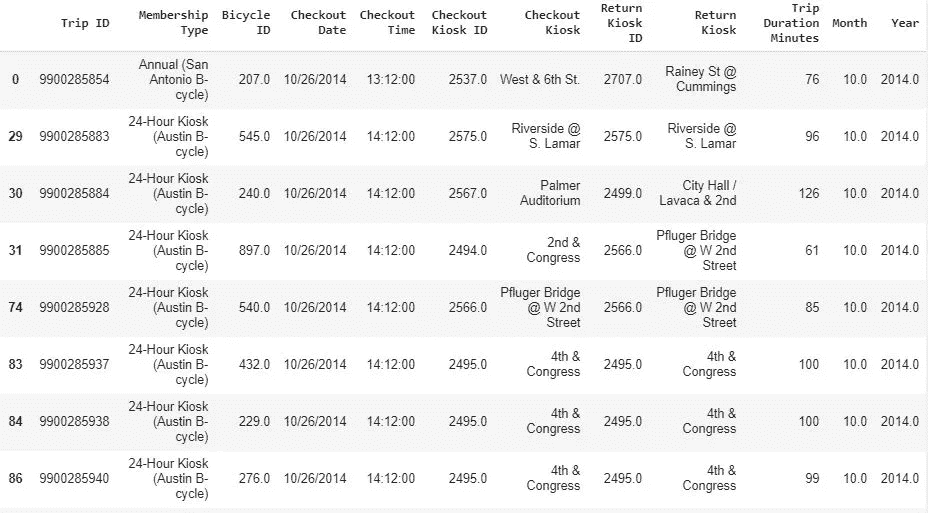 Trip ID Membership Type Bicycle ID Checkout Date Checkout Time Checkout Kiosk ID Checkout Kiosk Return Kiosk ID Return Kiosk Trip Duration Minutes Month Year
0 9900285854 Annual (San Antonio B-cycle) 207.0 10/26/2014 13:12:00 2537.0 West & 6th St. 2707.0 Rainey St @ Cummings 76 10.0 2014.0
29 9900285883 24-Hour Kiosk (Austin B-cycle) 545.0 10/26/2014 14:12:00 2575.0 Riverside @ S. Lamar 2575.0 Riverside @ S. Lamar 96 10.0 2014.0
30 9900285884 24-Hour Kiosk (Austin B-cycle) 240.0 10/26/2014 14:12:00 2567.0 Palmer Auditorium 2499.0 City Hall / Lavaca & 2nd 126 10.0 2014.0
31 9900285885 24-Hour Kiosk (Austin B-cycle) 897.0 10/26/2014 14:12:00 2494.0 2nd & Congress 2566.0 Pfluger Bridge @ W 2nd Street 61 10.0 2014.0
74 9900285928 24-Hour Kiosk (Austin B-cycle) 540.0 10/26/2014 14:12:00 2566.0 Pfluger Bridge @ W 2nd Street 2566.0 Pfluger Bridge @ W 2nd Street 85 10.0 2014.0
83 9900285937 24-Hour Kiosk (Austin B-cycle) 432.0 10/26/2014 14:12:00 2495.0 4th & Congress 2495.0 4th & Congress 100 10.0 2014.0
84 9900285938 24-Hour Kiosk (Austin B-cycle) 229.0 10/26/2014 14:12:00 2495.0 4th & Congress 2495.0 4th & Congress 100 10.0 2014.0
86 9900285940 24-Hour Kiosk (Austin B-cycle) 276.0 10/26/2014 14:12:00 2495.0 4th & Congress 2495.0 4th & Congress 99 10.0 2014.0